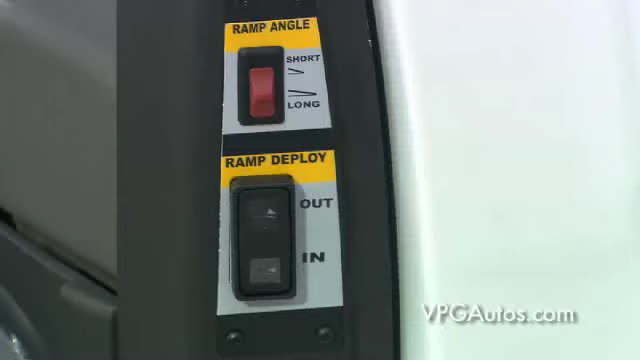 RAMP ANGLE
SHORT
LONG
RAMP DEPLOY
OUT
IN
VPGAutos.com